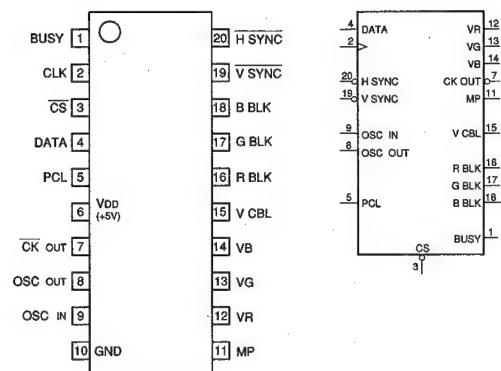 BUSY 1
CLK 2
CS 3
DATA 4
PCL 5
6 VDD (+5V)
CK OUT 7
OSC OUT 8
OSC IN 9
10 GND
20 H SYNC
19 V SYNC
18 B BLK
17 G BLK
16 R BLK
15 V CBL
14 VB
13 VG
12 VR
11 MP
4 DATA
2
20 H SYNC
19 V SYNC
9 OSC IN
8 OSC OUT
5 PCL
VR 12
VG 13
VB 14
CK OUT 7
MP 11
V CBL 15
R BLK 16
G BLK 17
B BLK 18
BUSY 1
CS
3